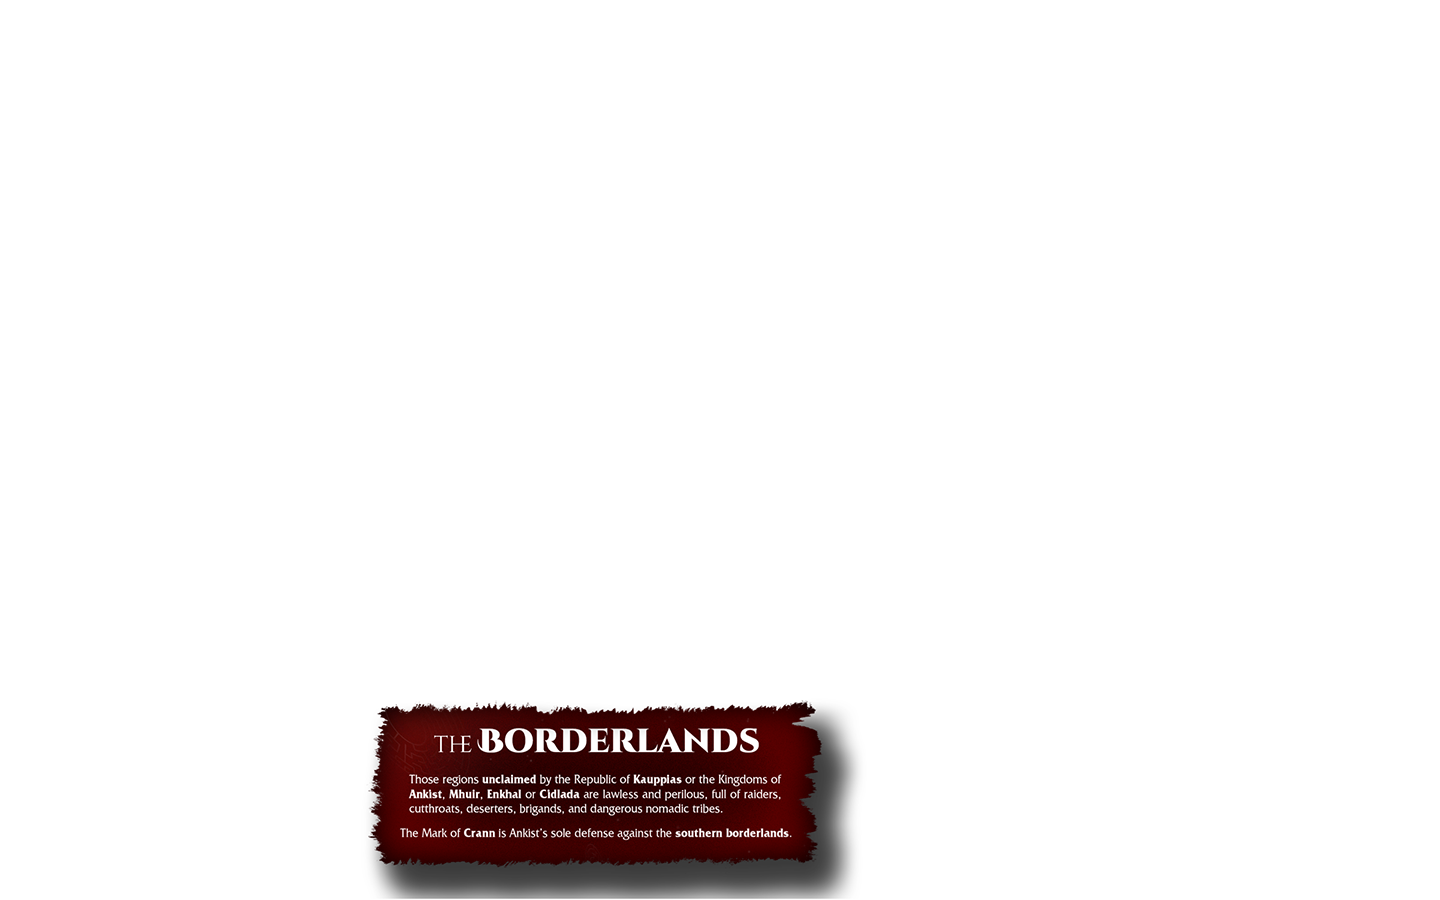 THE BORDERLANDS
Those regions unclaimed by the Republic of Kauppias or the Kingdoms of
Ankist, Mhuir, Enkhal or Cidlada are lawless and perilous, full of raiders,
cutthroats, deserters, brigands, and dangerous nomadic tribes.
The Mark of Crann is Ankist's sole defense against the southern borderlands.